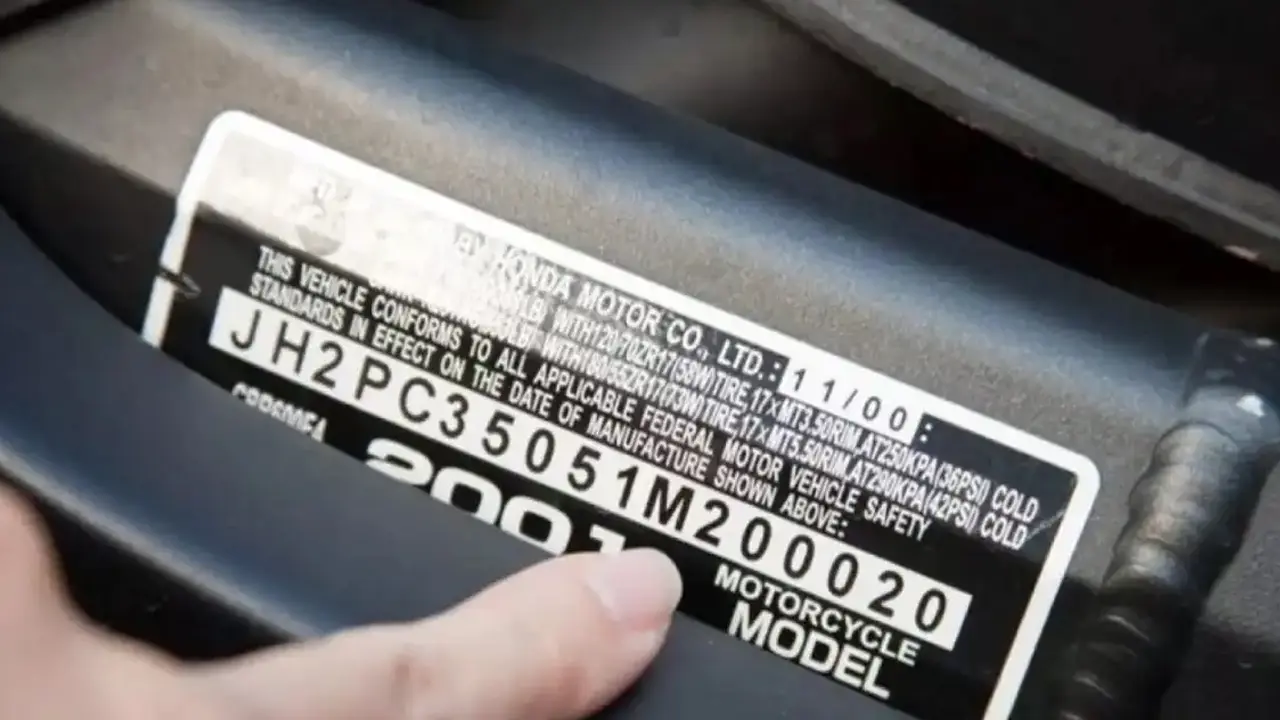 BY HONDA MOTOR CO., LTD.: 11/00 :
WITH120/70ZR17(58W)TIRE,17×MT3.50RIM,AT250KPA(36PSI) COLD
WITH180/55ZR17(73W)TIRE,17×MT5.50RIM,AT290KPA(42PSI) COLD
THIS VEHICLE CONFORMS TO ALL APPLICABLE FEDERAL MOTOR VEHICLE SAFETY
STANDARDS IN EFFECT ON THE DATE OF MANUFACTURE SHOWN ABOVE:
JH2PC35051M200020
2001
MOTORCYCLE
MODEL